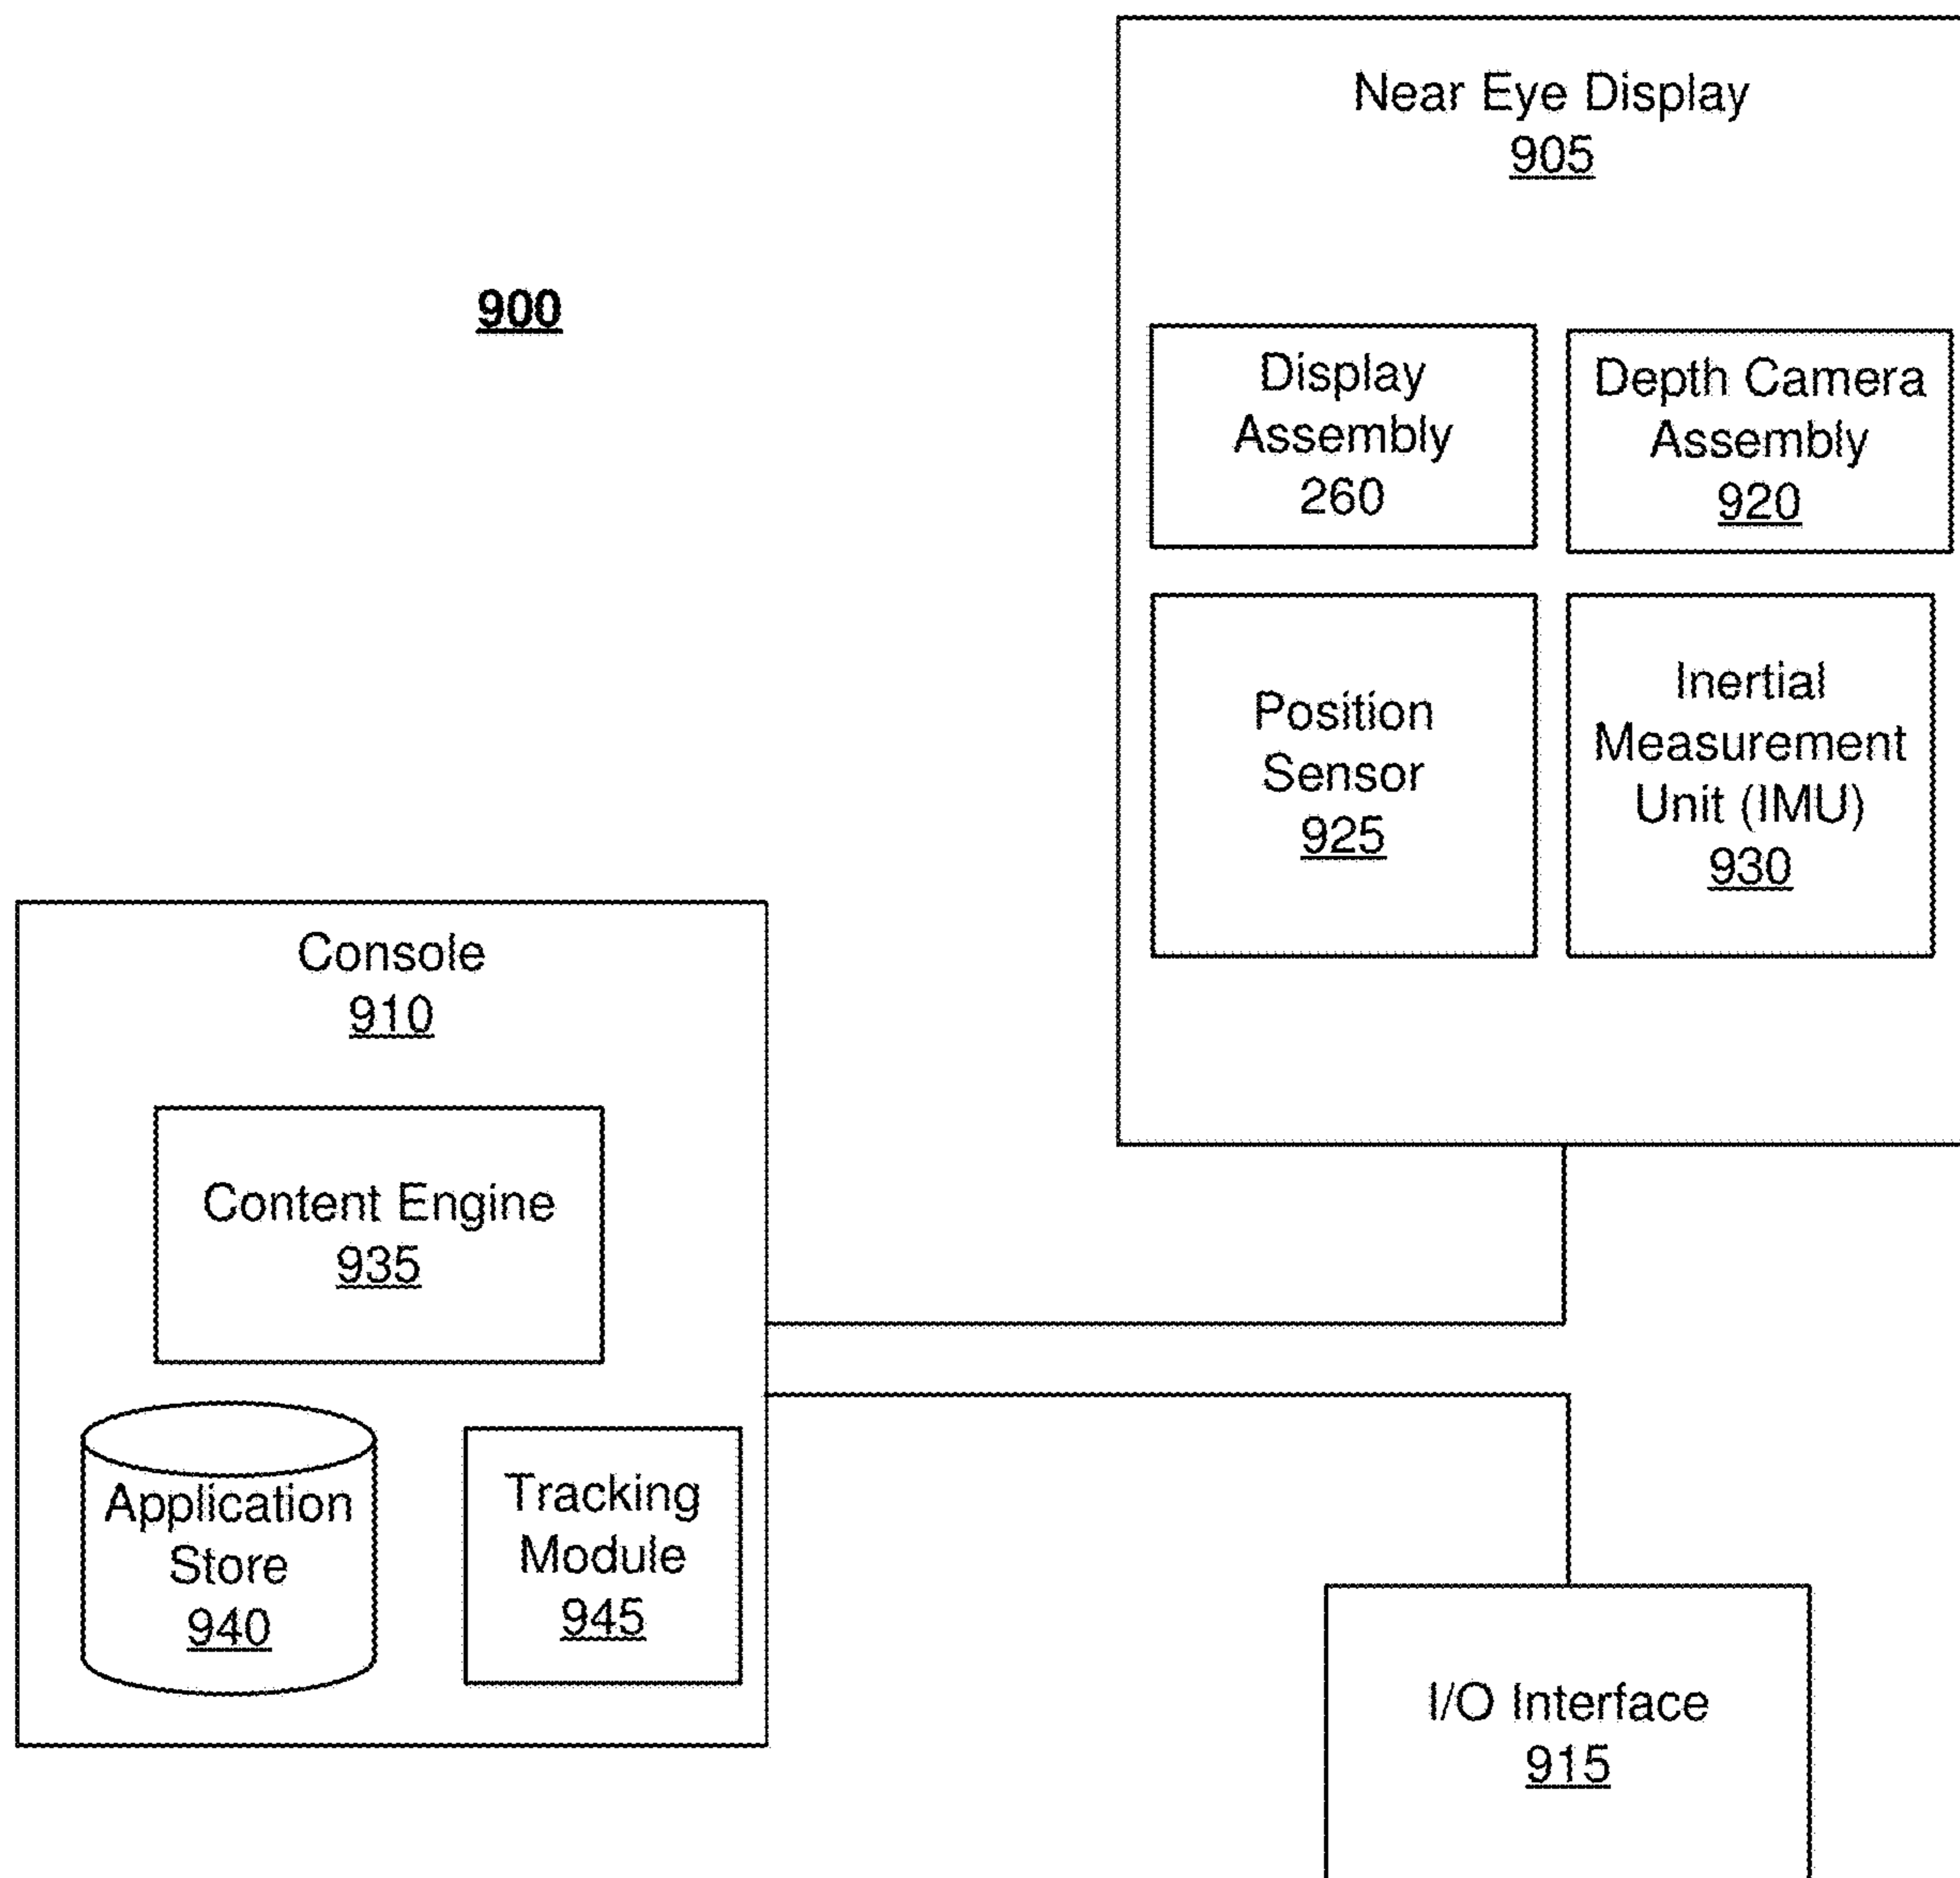 900
Near Eye Display
905
Display
Assembly
260
Depth Camera
Assembly
920
Position
Sensor
925
Inertial
Measurement
Unit (IMU)
930
Console
910
Content Engine
935
Application
Store
940
Tracking
Module
945
I/O Interface
915